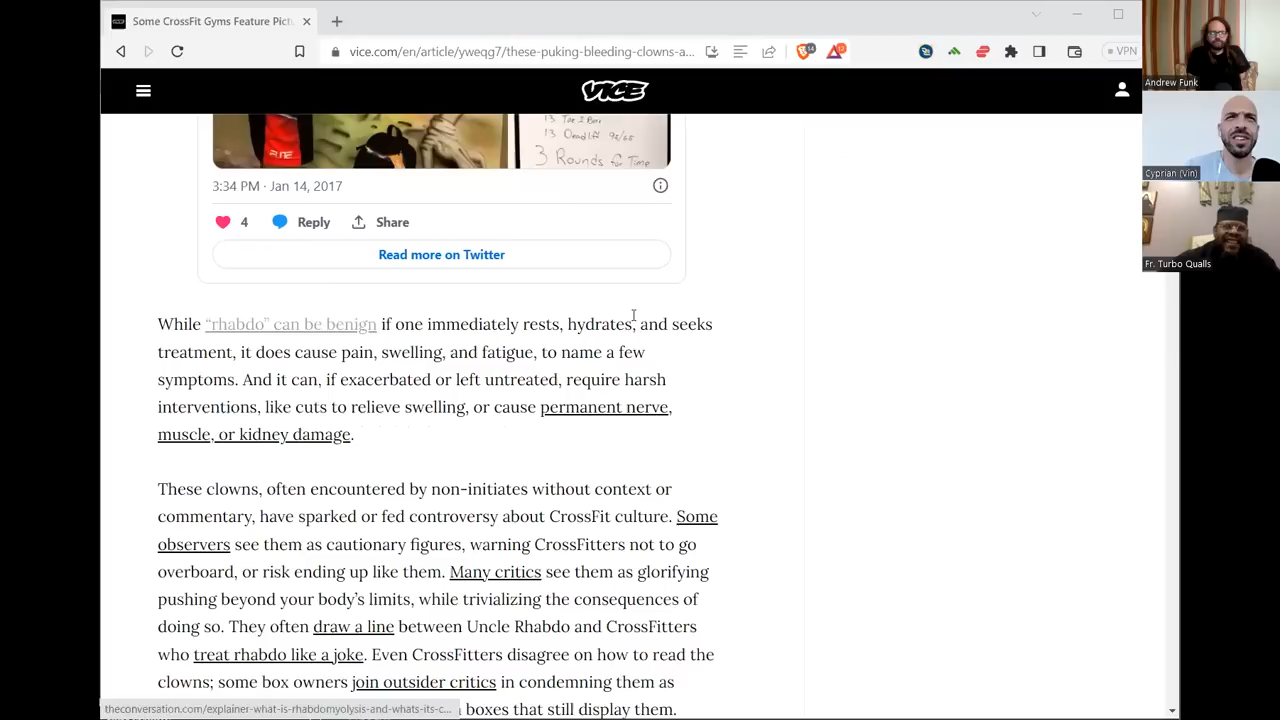 Some CrossFit Gyms Feature Pict
vice.com/en/article/yweqg7/these-puking-bleeding-clowns-a...
VPN
VICE
Andrew Funk
Cyprian (Vin)
Fr. Turbo Qualls
13 Deadlift 95/65
3 Rounds for Time
3:34 PM · Jan 14, 2017
4 Reply Share
Read more on Twitter
While “rhabdo” can be benign if one immediately rests, hydrates, and seeks
treatment, it does cause pain, swelling, and fatigue, to name a few
symptoms. And it can, if exacerbated or left untreated, require harsh
interventions, like cuts to relieve swelling, or cause permanent nerve,
muscle, or kidney damage.
These clowns, often encountered by non-initiates without context or
commentary, have sparked or fed controversy about CrossFit culture. Some
observers see them as cautionary figures, warning CrossFitters not to go
overboard, or risk ending up like them. Many critics see them as glorifying
pushing beyond your body’s limits, while trivializing the consequences of
doing so. They often draw a line between Uncle Rhabdo and CrossFitters
who treat rhabdo like a joke. Even CrossFitters disagree on how to read the
clowns; some box owners join outsider critics in condemning them as
boxes that still display them.
theconversation.com/explainer-what-is-rhabdomyolysis-and-whats-its-c...